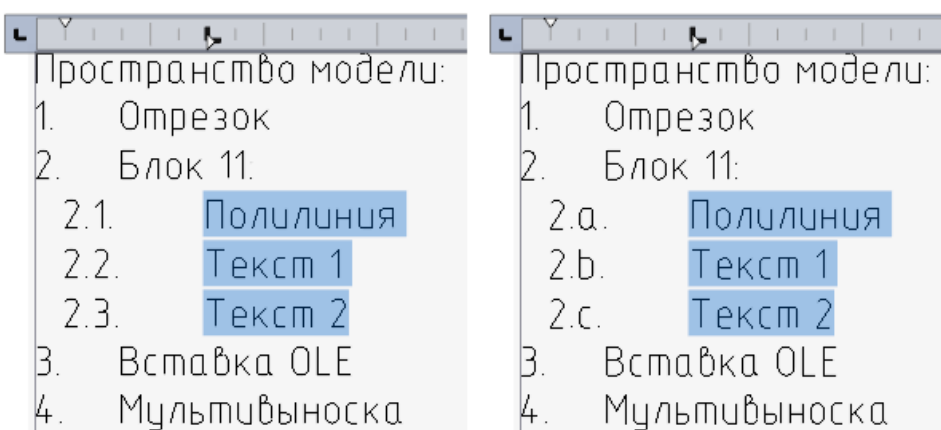 Пространство модели:
1. Отрезок
2. Блок 11:
2.1. Полилиния
2.2. Текст 1
2.3. Текст 2
3. Вставка OLE
4. Мультивыноска
Пространство модели:
1. Отрезок
2. Блок 11:
2.a. Полилиния
2.b. Текст 1
2.c. Текст 2
3. Вставка OLE
4. Мультивыноска